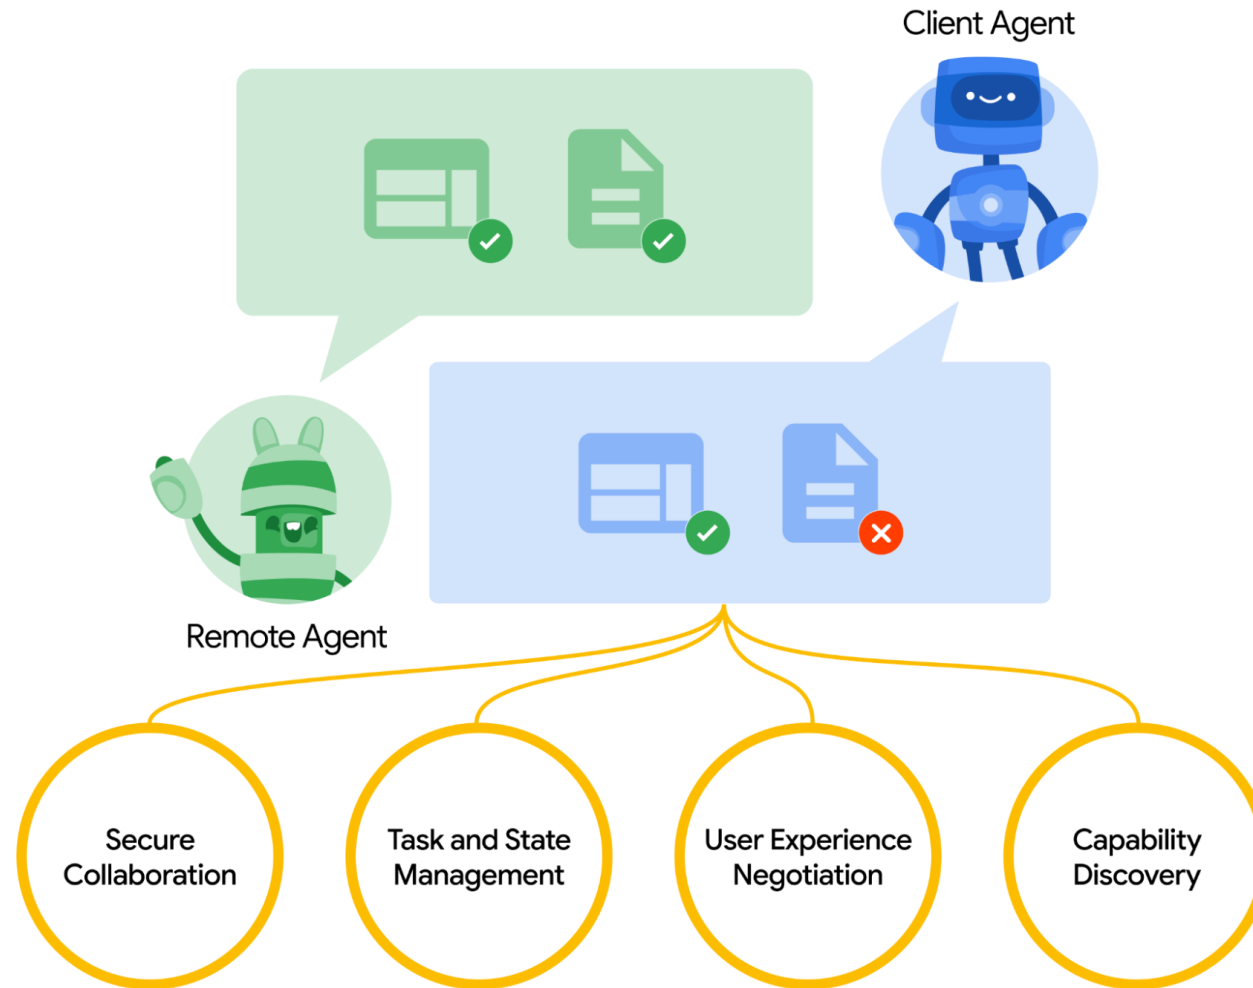 Client Agent
Remote Agent
Secure
Collaboration
Task and State
Management
User Experience
Negotiation
Capability
Discovery